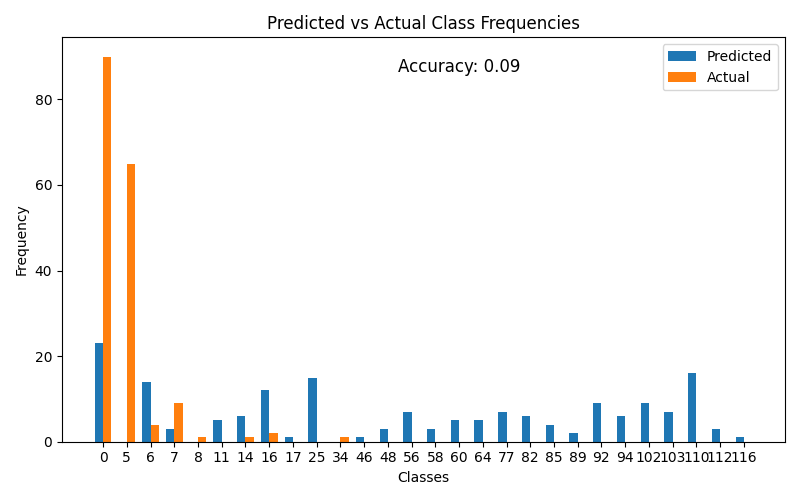 Predicted vs Actual Class Frequencies
Accuracy: 0.09
Predicted
Actual
Frequency
80
60
40
20
0
0 5 6 7 8 11 14 16 17 25 34 46 48 56 58 60 64 77 82 85 89 92 94 102 103 110 112 116
Classes